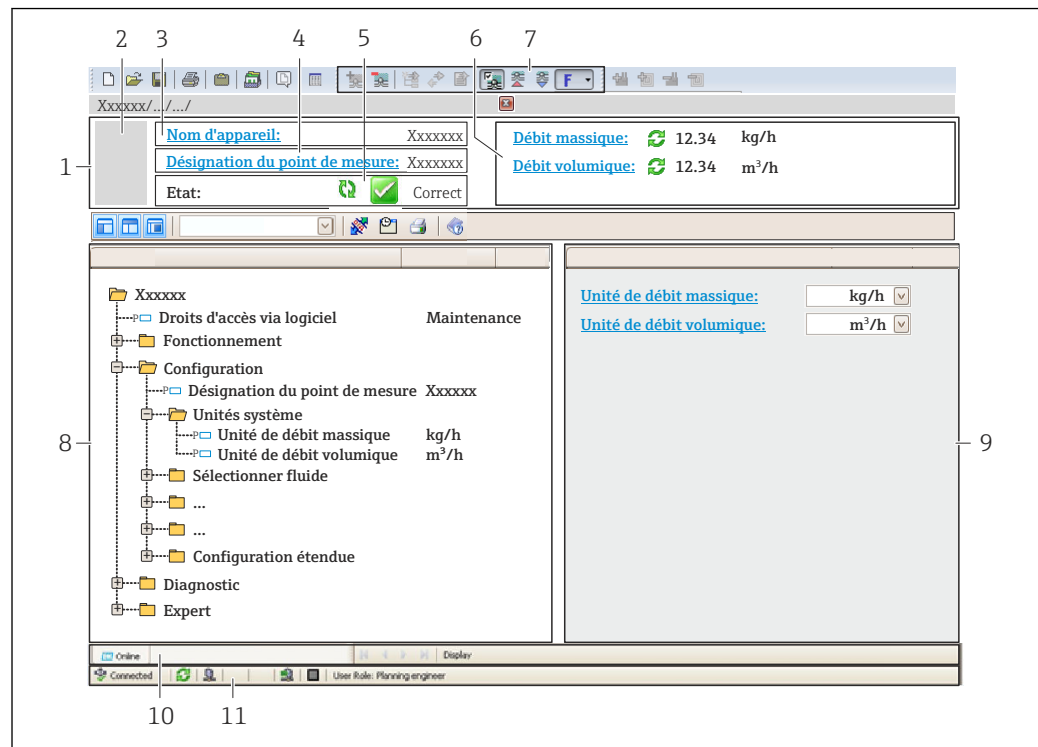 2 3 4 5 6 7
F
Xxxxxx/.../.../
1
Nom d'appareil: Xxxxxxx
Désignation du point de mesure: Xxxxxxx
Etat: Correct
Débit massique: 12.34 kg/h
Débit volumique: 12.34 m³/h
8
Xxxxxx
P Droits d'accès via logiciel Maintenance
Fonctionnement
Configuration
P Désignation du point de mesure Xxxxxx
Unités système
P Unité de débit massique kg/h
P Unité de débit volumique m³/h
Sélectionner fluide
...
...
Configuration étendue
Diagnostic
Expert
Unité de débit massique: kg/h
Unité de débit volumique: m³/h
9
Online Display
Connected User Role: Planning engineer
10 11